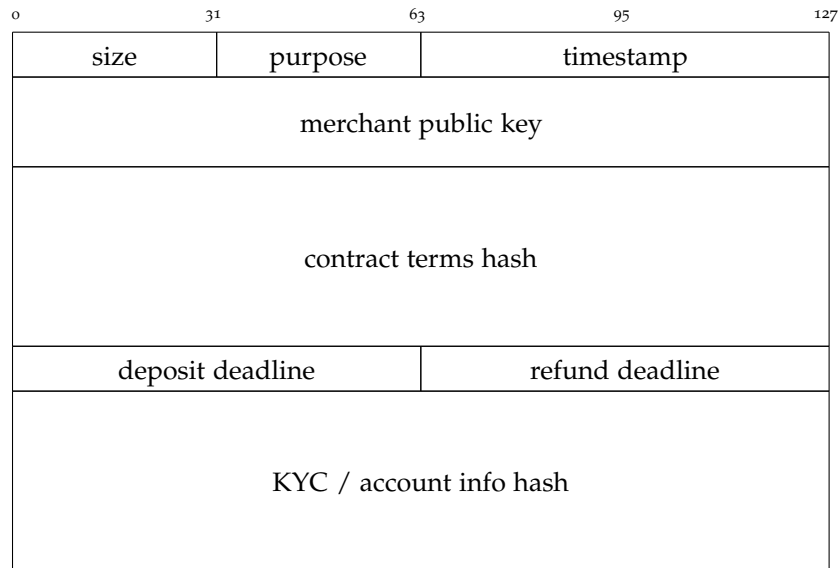 0 31 63 95 127
size purpose timestamp
merchant public key
contract terms hash
deposit deadline refund deadline
KYC / account info hash